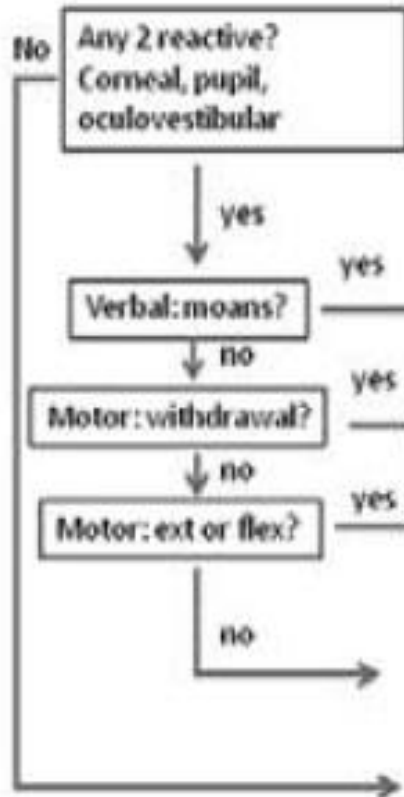 No
Any 2 reactive?
Corneal, pupil,
oculovestibular
yes
yes
Verbal: moans?
no
yes
Motor: withdrawal?
no
yes
Motor: ext or flex?
no